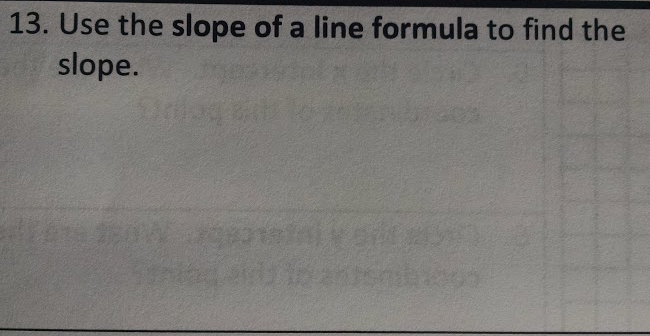 13. Use the slope of a line formula to find the
slope.